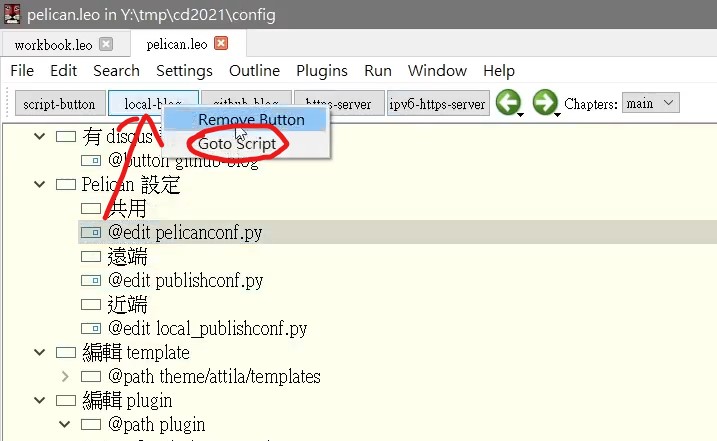 pelican.leo in Y:\tmp\cd2021\config
workbook.leo
pelican.leo
File Edit Search Settings Outline Plugins Run Window Help
script-button local-blog github-blog https-server ipv6-https-server Chapters: main
Remove Button
Goto Script
有 disqus
@button github-blog
Pelican 設定
共用
@edit pelicanconf.py
遠端
@edit publishconf.py
近端
@edit local_publishconf.py
編輯 template
@path theme/attila/templates
編輯 plugin
@path plugin